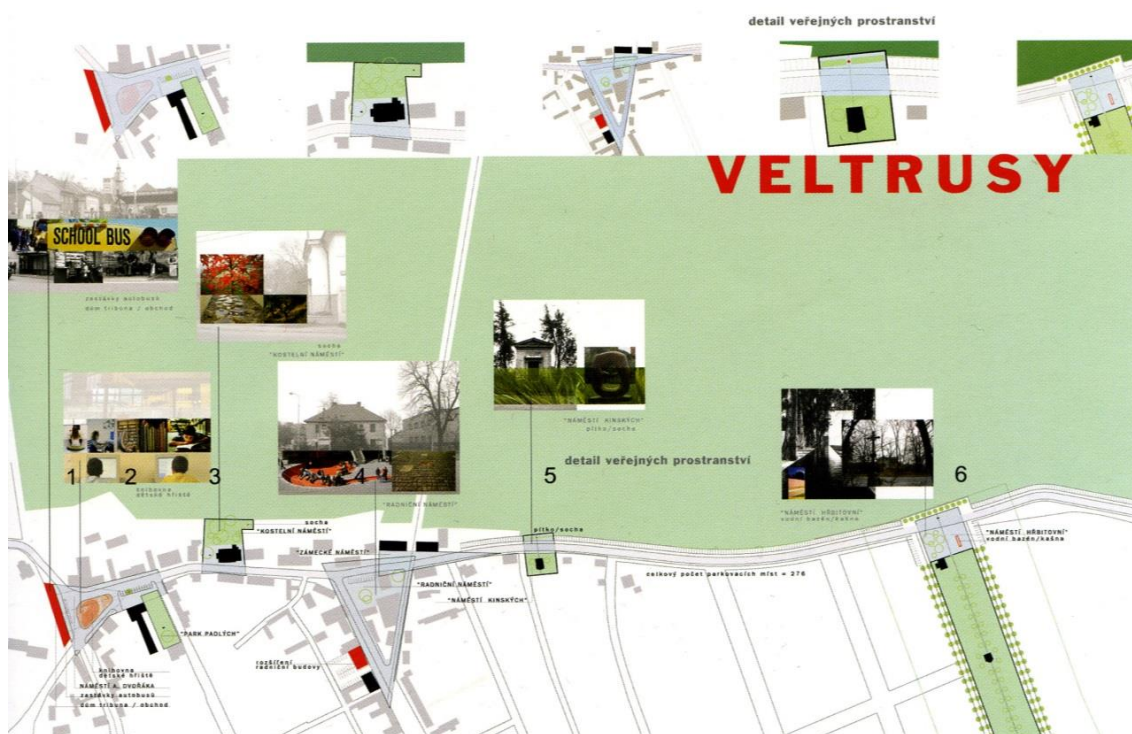 detail veřejných prostranství
VELTRUSY
SCHOOL BUS
zestávky autobusů
dům tribuna / obchod
socha
"KOSTELNÍ NÁMĚSTÍ"
"NÁMĚSTÍ KINSKÝCH"
pítko/socha
detail veřejných prostranství
1
2
3
4
5
6
knihovna
dětské hřiště
"RADNIČNÍ NÁMĚSTÍ"
"NÁMĚSTÍ HŘBITOVNÍ"
vodní bazén/kašna
socha
"KOSTELNÍ NÁMĚSTÍ"
pítko/socha
"NÁMĚSTÍ HŘBITOVNÍ"
vodní bazén/kašna
"ZÁMECKÉ NÁMĚSTÍ"
celkový počet parkovacích míst = 276
"RADNIČNÍ NÁMĚSTÍ"
"NÁMĚSTÍ KINSKÝCH"
"PARK PADLÝCH"
rozšíření
radniční budovy
knihovna
dětské hřiště
NÁMĚSTÍ A. DVOŘÁKA
zestávky autobusů
dům tribuna / obchod